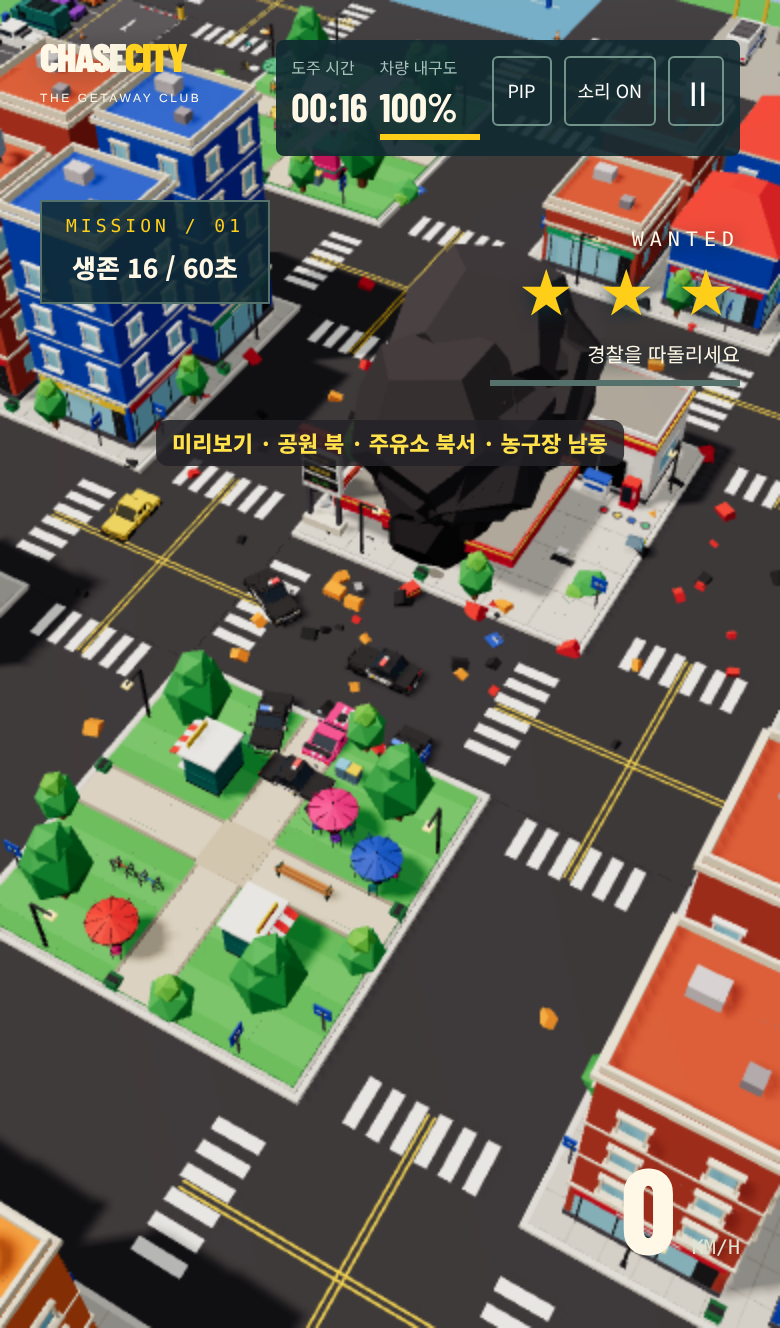 CHASECITY
THE GETAWAY CLUB
도주 시간
00:16
차량 내구도
100%
PIP
소리 ON
MISSION / 01
생존 16 / 60초
WANTED
경찰을 따돌리세요
미리보기 · 공원 북 · 주유소 북서 · 농구장 남동
0 KM/H